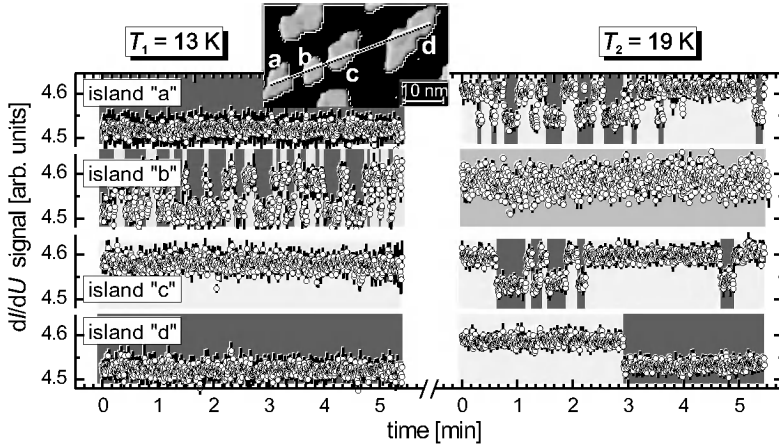 T₁ = 13 K
T₂ = 19 K
a
b
c
d
10 nm
dI/dU signal [arb. units]
4.6
4.5
island "a"
4.6
4.5
island "b"
4.6
4.5
island "c"
4.6
4.5
island "d"
0 1 2 3 4 5 // 0 1 2 3 4 5
time [min]